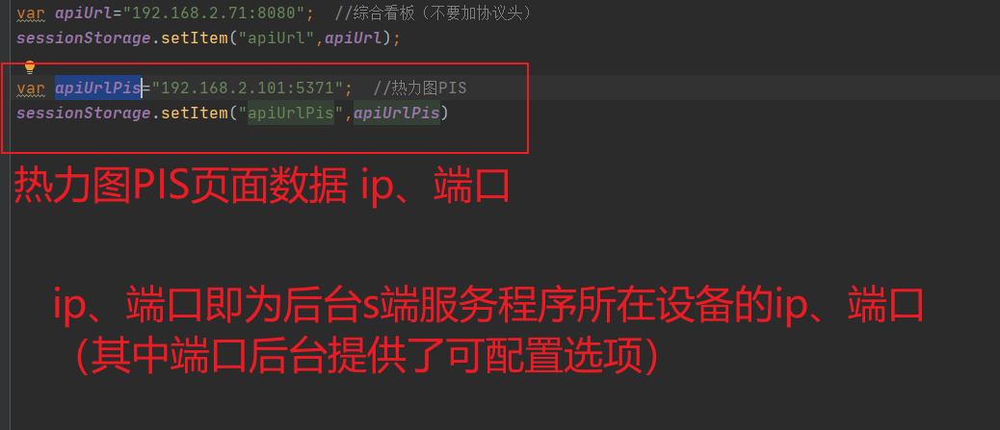 var apiUrl="192.168.2.71:8080";  //综合看板（不要加协议头）
sessionStorage.setItem("apiUrl",apiUrl);
var apiUrlPis="192.168.2.101:5371";  //热力图PIS
sessionStorage.setItem("apiUrlPis",apiUrlPis)
热力图PIS页面数据 ip、端口
ip、端口即为后台s端服务程序所在设备的ip、端口
（其中端口后台提供了可配置选项）